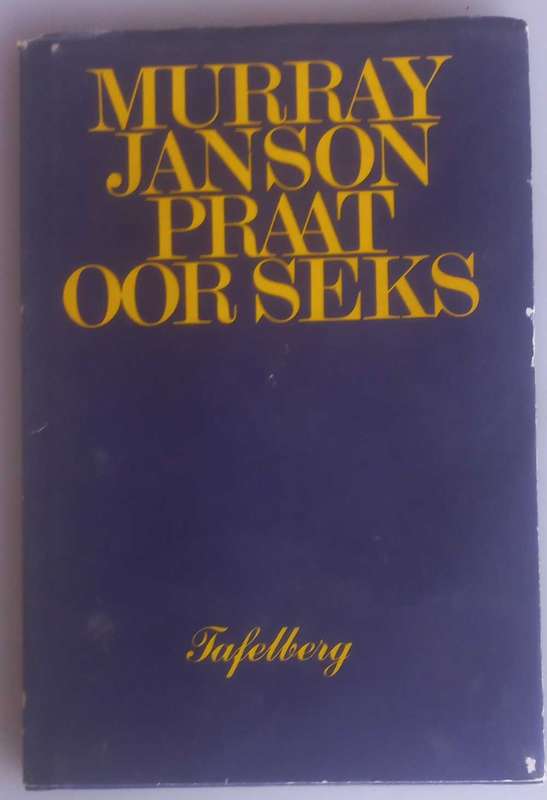 MURRAY
JANSON
PRAAT
OOR SEKS
Tafelberg